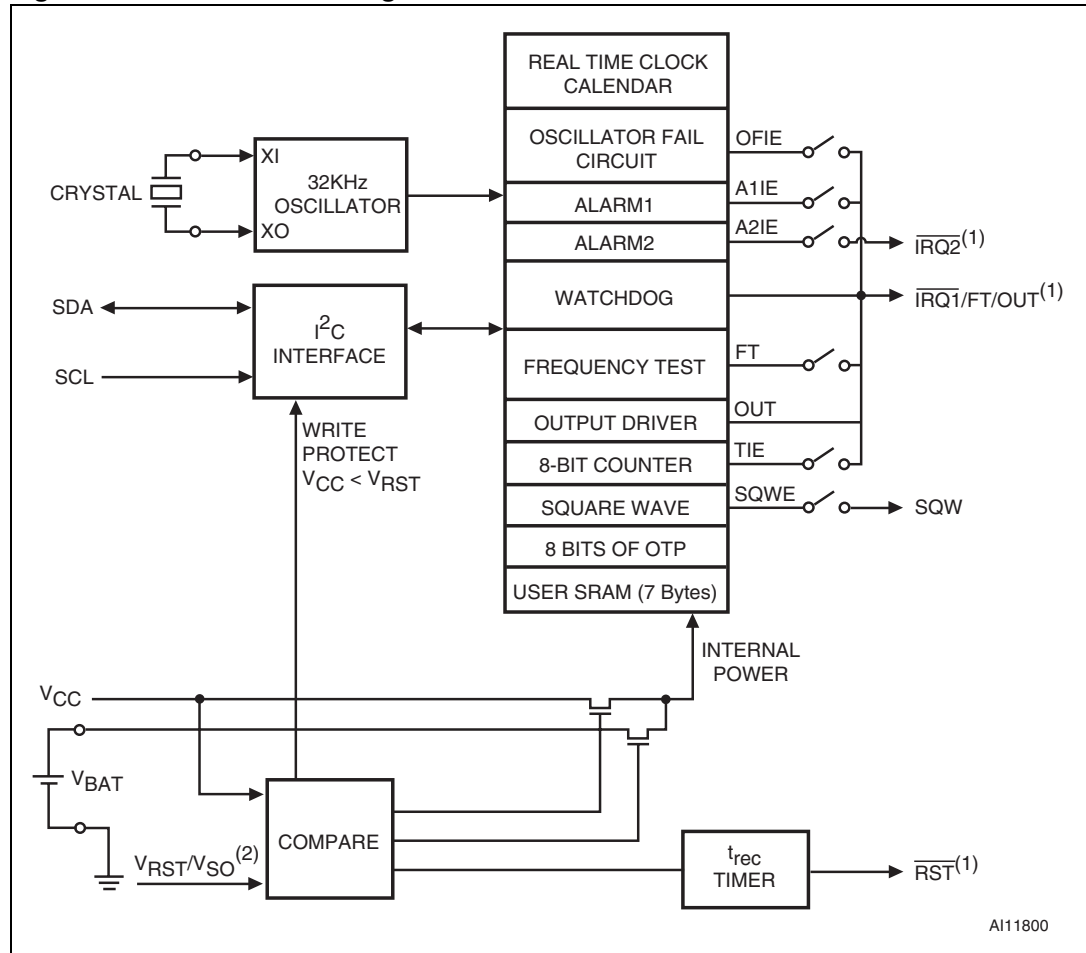 REAL TIME CLOCK
CALENDAR
OSCILLATOR FAIL
CIRCUIT
OFIE
XI
CRYSTAL
32KHz
OSCILLATOR
XO
ALARM1
A1IE
ALARM2
A2IE
IRQ2(1)
SDA
I2C
INTERFACE
SCL
WATCHDOG
IRQ1/FT/OUT(1)
FREQUENCY TEST
FT
OUTPUT DRIVER
OUT
WRITE
PROTECT
VCC < VRST
8-BIT COUNTER
TIE
SQUARE WAVE
SQWE
SQW
8 BITS OF OTP
USER SRAM (7 Bytes)
INTERNAL
POWER
VCC
VBAT
COMPARE
VRST/VSO(2)
trec
TIMER
RST(1)
AI11800